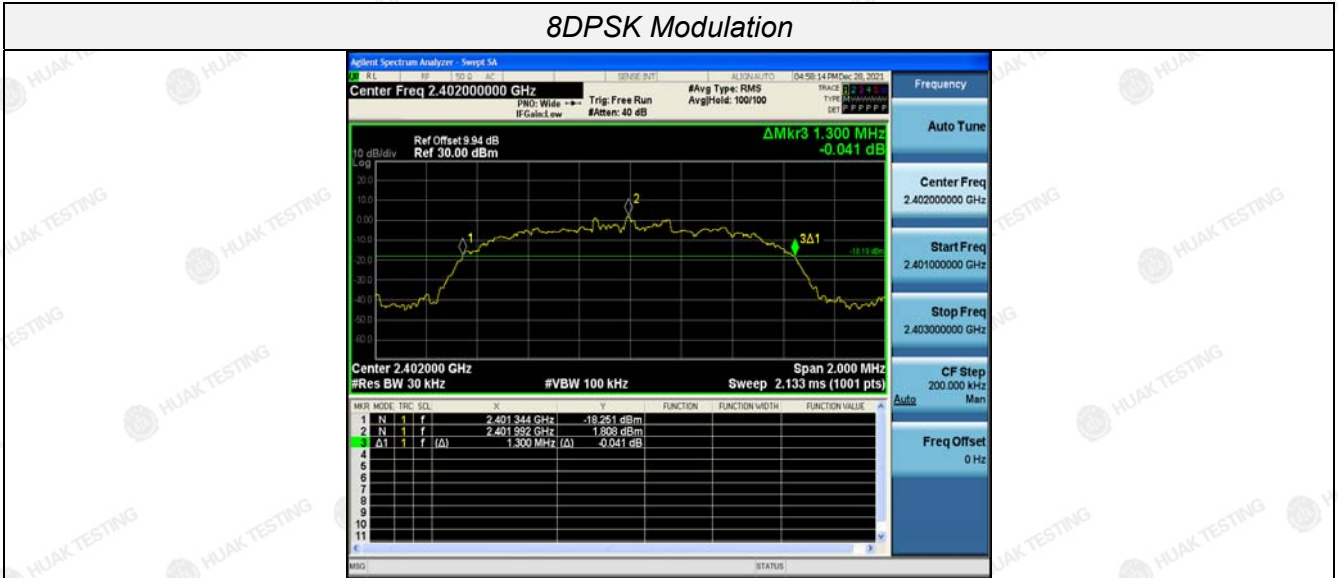 8DPSK Modulation
Agilent Spectrum Analyzer - Swept SA
RL RF 50 Ω AC SENSE:INT ALIGN AUTO 04:58:14 PM Dec 28, 2021
Center Freq 2.402000000 GHz
#Avg Type: RMS
TRACE 1 2 3 4 5 6
PNO: Wide
Trig: Free Run
Avg|Hold: 100/100
TYPE
IFGain:Low
#Atten: 40 dB
DET P P P P P P
Frequency
Auto Tune
ΔMkr3 1.300 MHz
-0.041 dB
Ref Offset 9.94 dB
10 dB/div Ref 30.00 dBm
Log
20.0
10.0
0.00
-10.0
-20.0
-30.0
-40.0
-50.0
-60.0
1
2
3Δ1
Center Freq
2.402000000 GHz
Start Freq
2.401000000 GHz
Stop Freq
2.403000000 GHz
CF Step
200.000 kHz
Auto Man
Freq Offset
0 Hz
Center 2.402000 GHz Span 2.000 MHz
#Res BW 30 kHz #VBW 100 kHz Sweep 2.133 ms (1001 pts)
MKR MODE TRC SCL X Y FUNCTION FUNCTION WIDTH FUNCTION VALUE
1 N 1 f 2.401 344 GHz -18.251 dBm
2 N 1 f 2.401 992 GHz 1.808 dBm
3 Δ1 1 f (Δ) 1.300 MHz (Δ) -0.041 dB
4
5
6
7
8
9
10
11
MSG STATUS
HUAK TESTING